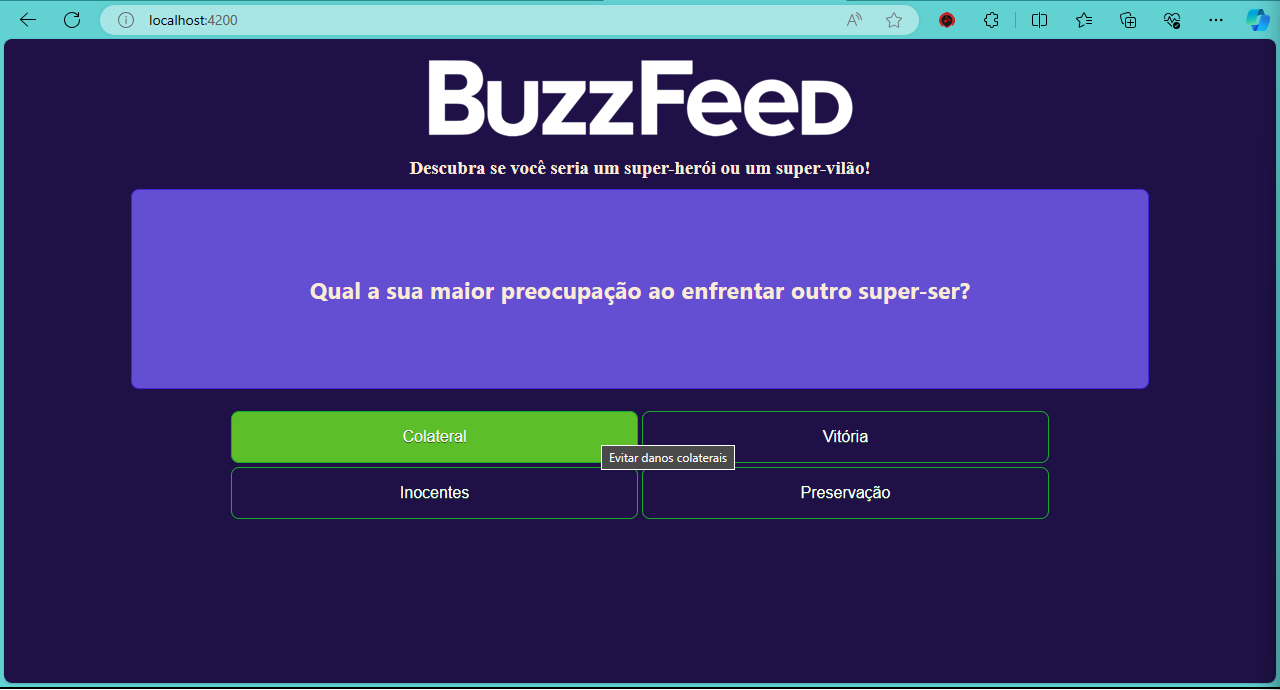 localhost:4200
BuzzFeed
Descubra se você seria um super-herói ou um super-vilão!
Qual a sua maior preocupação ao enfrentar outro super-ser?
Colateral
Vitória
Evitar danos colaterais
Inocentes
Preservação